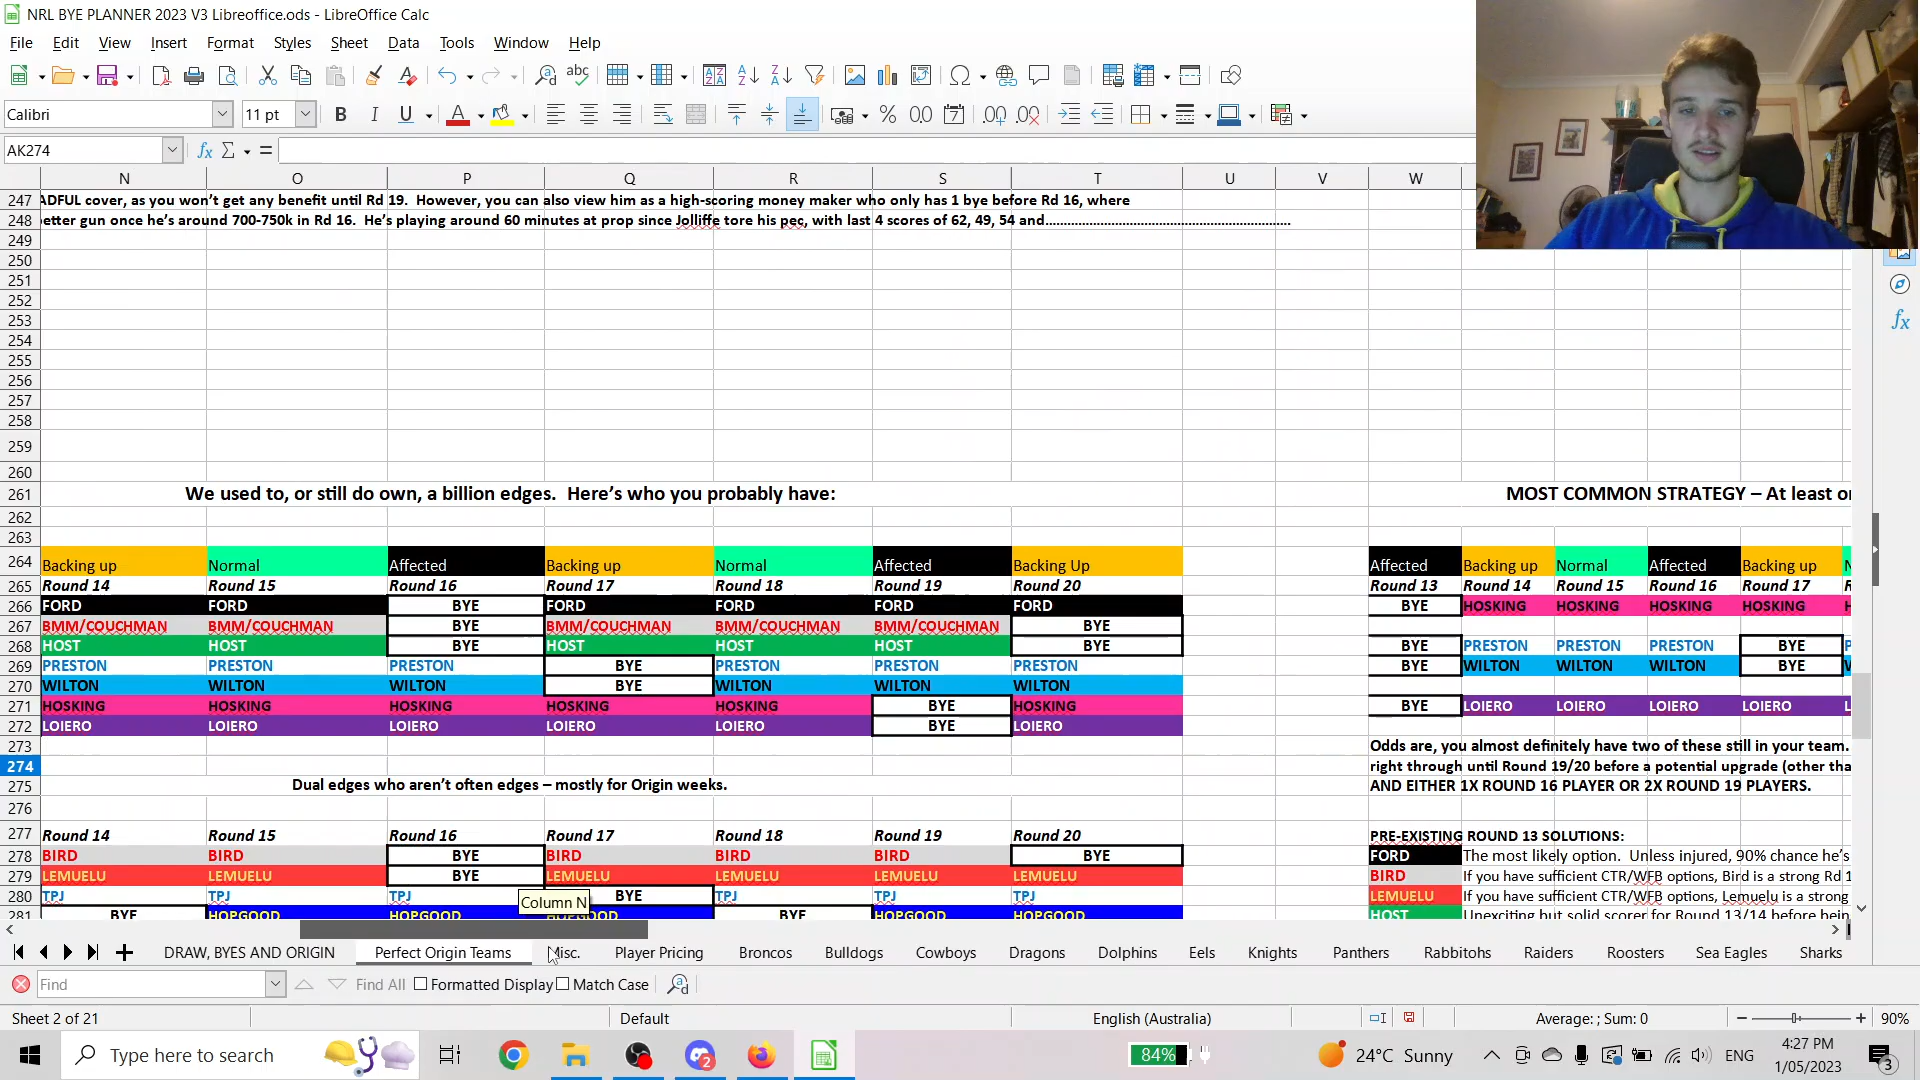 NRL BYE PLANNER 2023 V3 Libreoffice.ods - LibreOffice Calc
File Edit View Insert Format Styles Sheet Data Tools Window Help
Calibri 11 pt
AK274
N O P Q R S T U V W
247 ADFUL cover, as you won't get any benefit until Rd 19. However, you can also view him as a high-scoring money maker who only has 1 bye before Rd 16, where
248 etter gun once he's around 700-750k in Rd 16. He's playing around 60 minutes at prop since Jolliffe tore his pec, with last 4 scores of 62, 49, 54 and
249
250
251
252
253
254
255
256
257
258
259
260
261 We used to, or still do own, a billion edges. Here's who you probably have: MOST COMMON STRATEGY – At least
262
263
264 Backing up Normal Affected Backing up Normal Affected Backing Up Affected Backing up Normal Affected Backing up
265 Round 14 Round 15 Round 16 Round 17 Round 18 Round 19 Round 20 Round 13 Round 14 Round 15 Round 16 Round 17
266 FORD FORD BYE FORD FORD FORD FORD BYE HOSKING HOSKING HOSKING HOSKING
267 BMM/COUCHMAN BMM/COUCHMAN BYE BMM/COUCHMAN BMM/COUCHMAN BMM/COUCHMAN BYE
268 HOST HOST BYE HOST HOST HOST BYE BYE PRESTON PRESTON PRESTON BYE
269 PRESTON PRESTON PRESTON BYE PRESTON PRESTON PRESTON BYE WILTON WILTON WILTON BYE
270 WILTON WILTON WILTON BYE WILTON WILTON WILTON
271 HOSKING HOSKING HOSKING HOSKING HOSKING BYE HOSKING BYE LOIERO LOIERO LOIERO LOIERO
272 LOIERO LOIERO LOIERO LOIERO LOIERO BYE LOIERO
273 Odds are, you almost definitely have two of these still in your team.
274 right through until Round 19/20 before a potential upgrade (other tha
275 Dual edges who aren't often edges – mostly for Origin weeks. AND EITHER 1X ROUND 16 PLAYER OR 2X ROUND 19 PLAYERS.
276
277 Round 14 Round 15 Round 16 Round 17 Round 18 Round 19 Round 20 PRE-EXISTING ROUND 13 SOLUTIONS:
278 BIRD BIRD BYE BIRD BIRD BIRD BYE FORD The most likely option. Unless injured, 90% chance he's
279 LEMUELU LEMUELU BYE LEMUELU LEMUELU LEMUELU LEMUELU BIRD If you have sufficient CTR/WFB options, Bird is a strong Rd 1
280 TPJ TPJ TPJ BYE TPJ TPJ TPJ LEMUELU If you have sufficient CTR/WFB options, Lemuelu is a strong
281 BYE HOPGOOD HOPGOOD HOPGOOD BYE HOPGOOD HOPGOOD HOST Unexciting but solid scorer for Round 13/14 before bein
Column N
DRAW, BYES AND ORIGIN Perfect Origin Teams Misc. Player Pricing Broncos Bulldogs Cowboys Dragons Dolphins Eels Knights Panthers Rabbitohs Raiders Roosters Sea Eagles Sharks
Find Find All Formatted Display Match Case
Sheet 2 of 21 Default English (Australia) Average: ; Sum: 0 90%
Type here to search 2 84% 24°C Sunny ENG 4:27 PM
1/05/2023 3